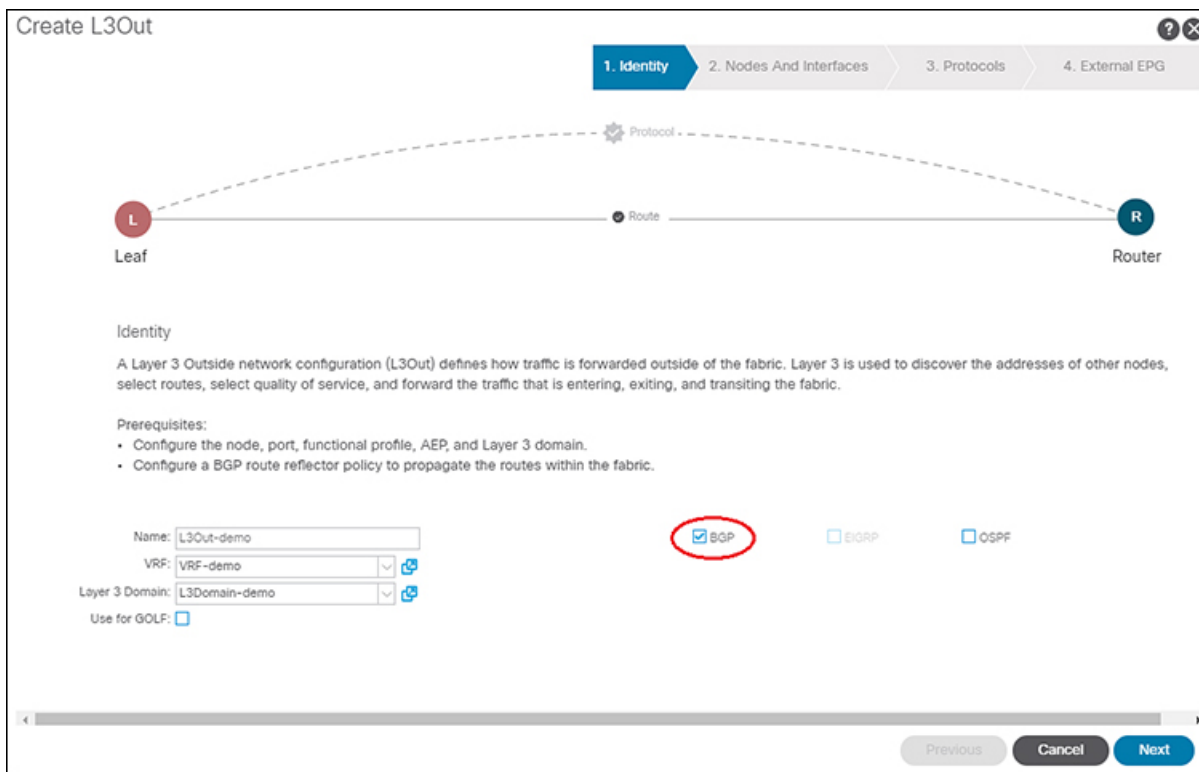 Create L3Out
?
1. Identity
2. Nodes And Interfaces
3. Protocols
4. External EPG
Protocol
L
Route
R
Leaf
Router
Identity
A Layer 3 Outside network configuration (L3Out) defines how traffic is forwarded outside of the fabric. Layer 3 is used to discover the addresses of other nodes,
select routes, select quality of service, and forward the traffic that is entering, exiting, and transiting the fabric.
Prerequisites:
• Configure the node, port, functional profile, AEP, and Layer 3 domain.
• Configure a BGP route reflector policy to propagate the routes within the fabric.
Name: L3Out-demo
BGP
EIGRP
OSPF
VRF: VRF-demo
Layer 3 Domain: L3Domain-demo
Use for GOLF:
Previous
Cancel
Next